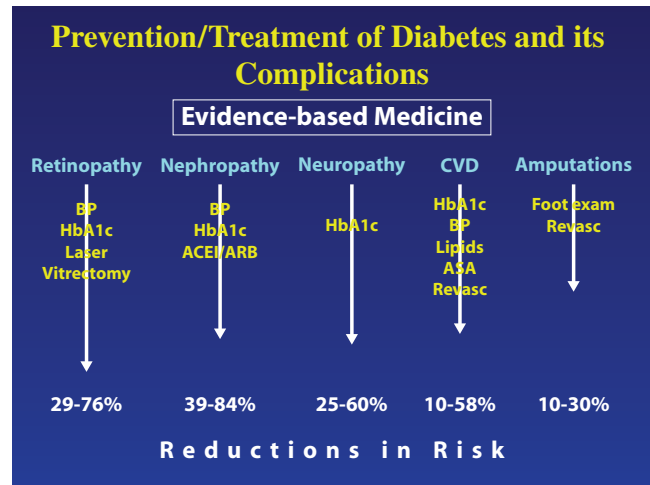 Prevention/Treatment of Diabetes and its
Complications
Evidence-based Medicine
Retinopathy
BP
HbA1c
Laser
Vitrectomy
29-76%
Nephropathy
BP
HbA1c
ACEI/ARB
39-84%
Neuropathy
HbA1c
25-60%
CVD
HbA1c
BP
Lipids
ASA
Revasc
10-58%
Amputations
Foot exam
Revasc
10-30%
Reductions in Risk